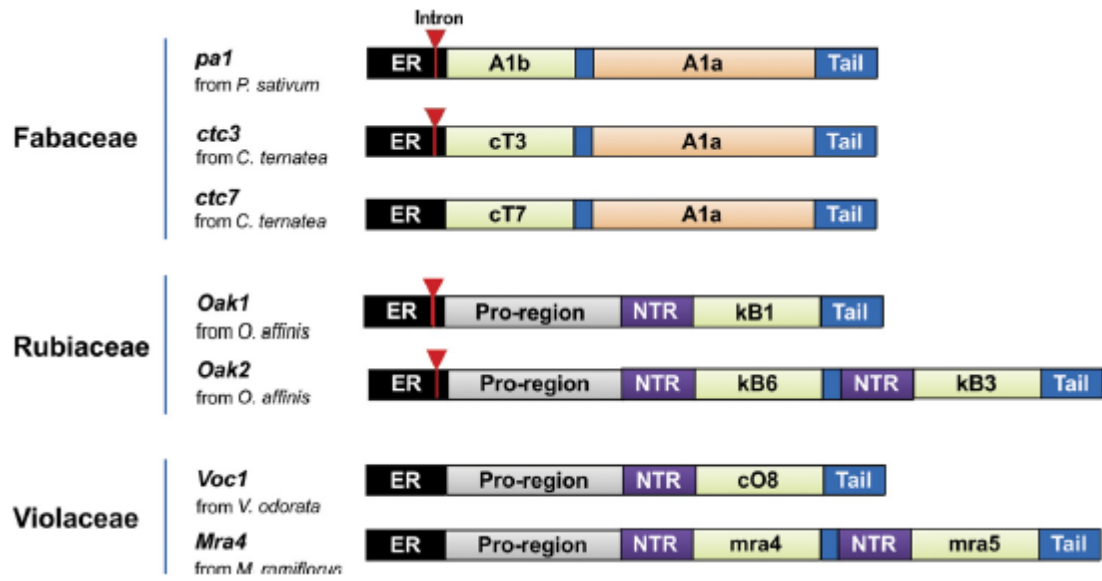 Intron
pa1
from P. sativum
ER A1b A1a Tail
Fabaceae
ctc3
from C. ternatea
ER cT3 A1a Tail
ctc7
from C. ternatea
ER cT7 A1a Tail
Rubiaceae
Oak1
from O. affinis
ER Pro-region NTR kB1 Tail
Oak2
from O. affinis
ER Pro-region NTR kB6 NTR kB3 Tail
Violaceae
Voc1
from V. odorata
ER Pro-region NTR cO8 Tail
Mra4
from M. ramiflorus
ER Pro-region NTR mra4 NTR mra5 Tail